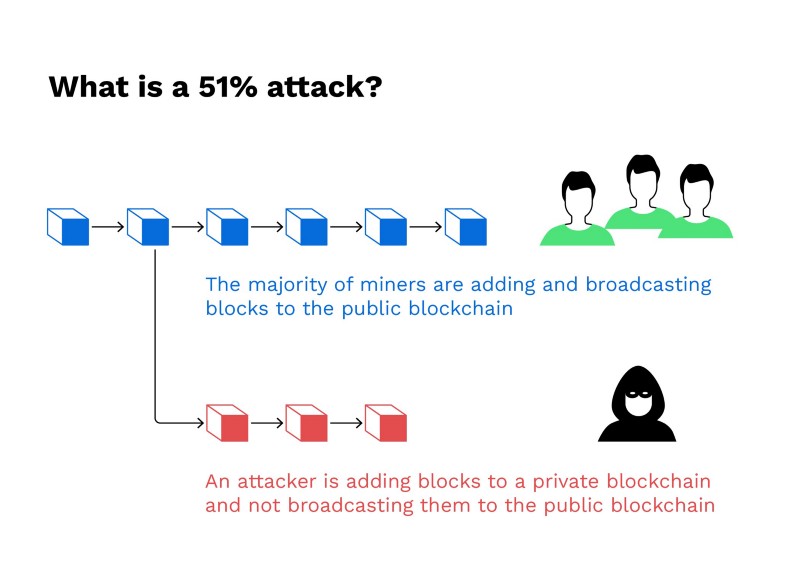 What is a 51% attack?
The majority of miners are adding and broadcasting
blocks to the public blockchain
An attacker is adding blocks to a private blockchain
and not broadcasting them to the public blockchain